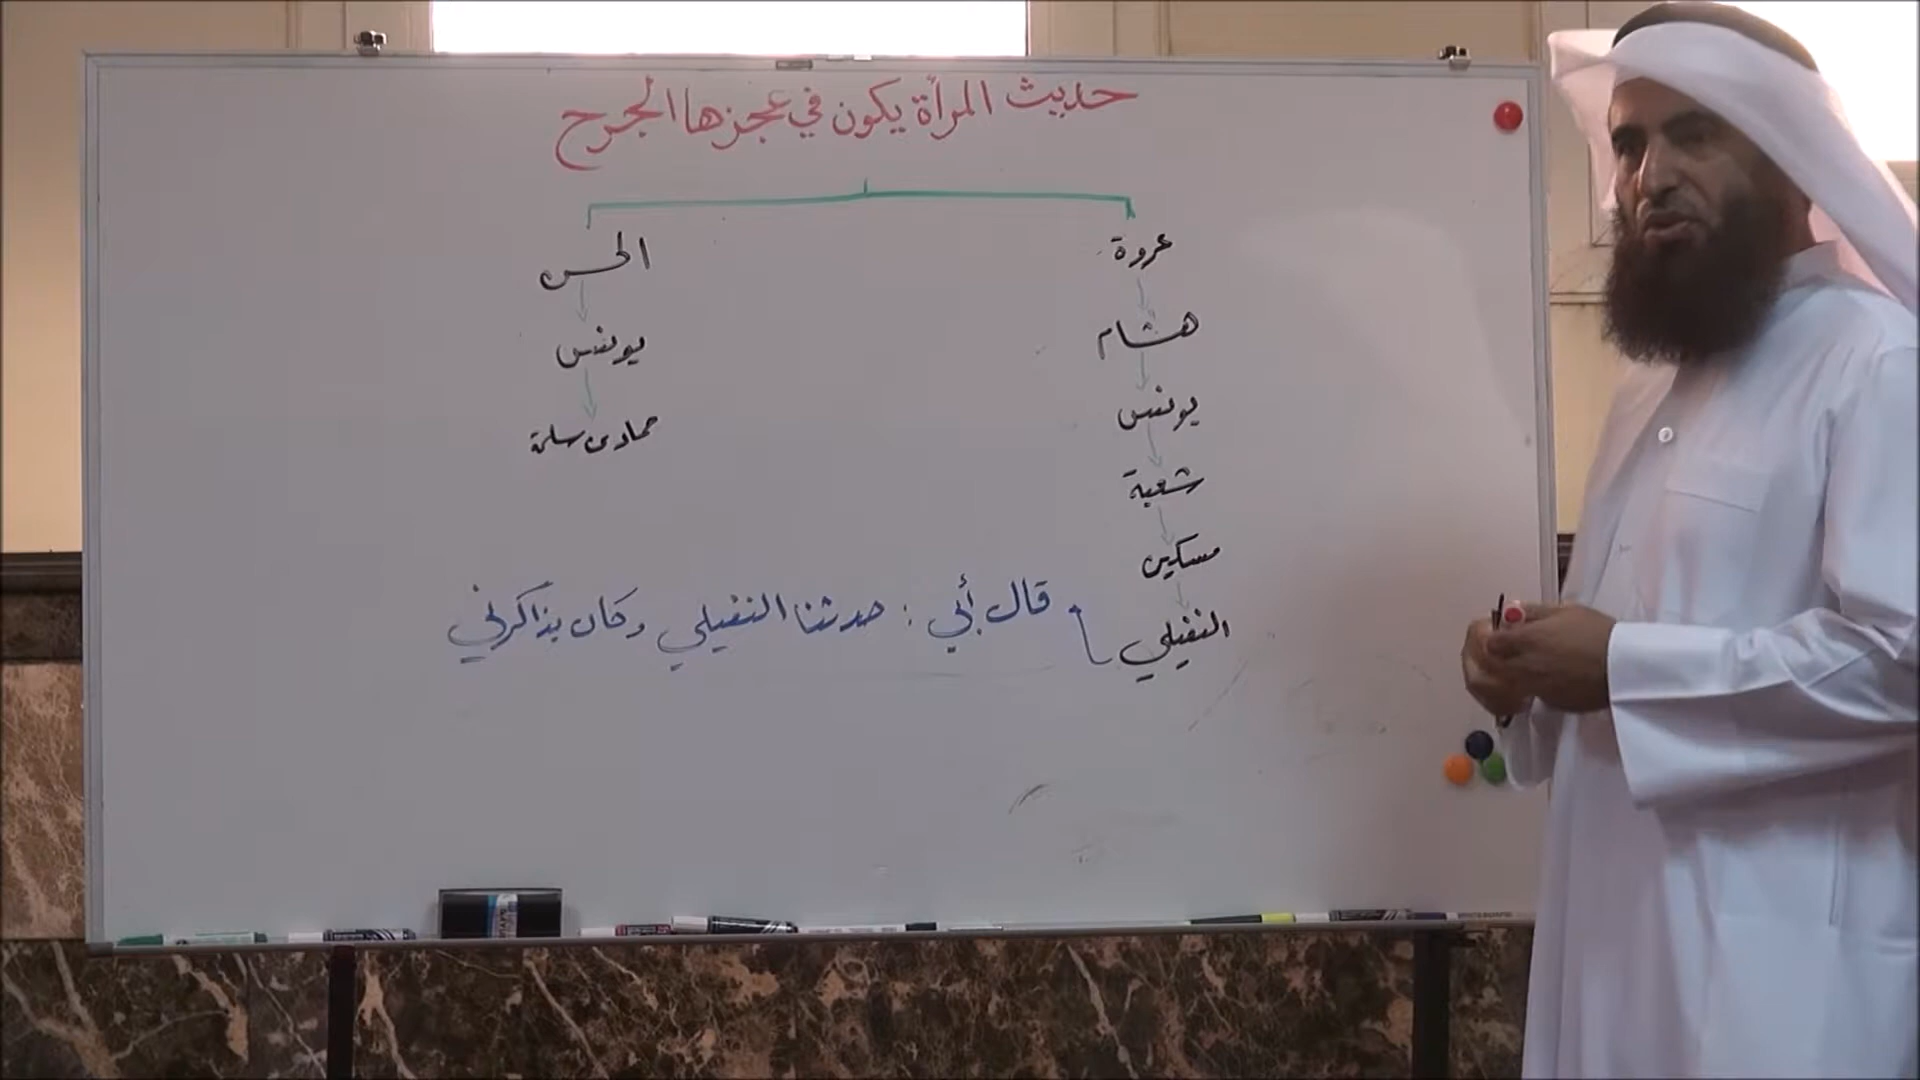 حديث المرأة يكون في عجزها الجرح
عروة
هشام
يونس
شعبة
مسكين
النفيلي
قال أبي : حدثنا النفيلي وكان يذاكرني
الحسن
يونس
حماد بن سلمة